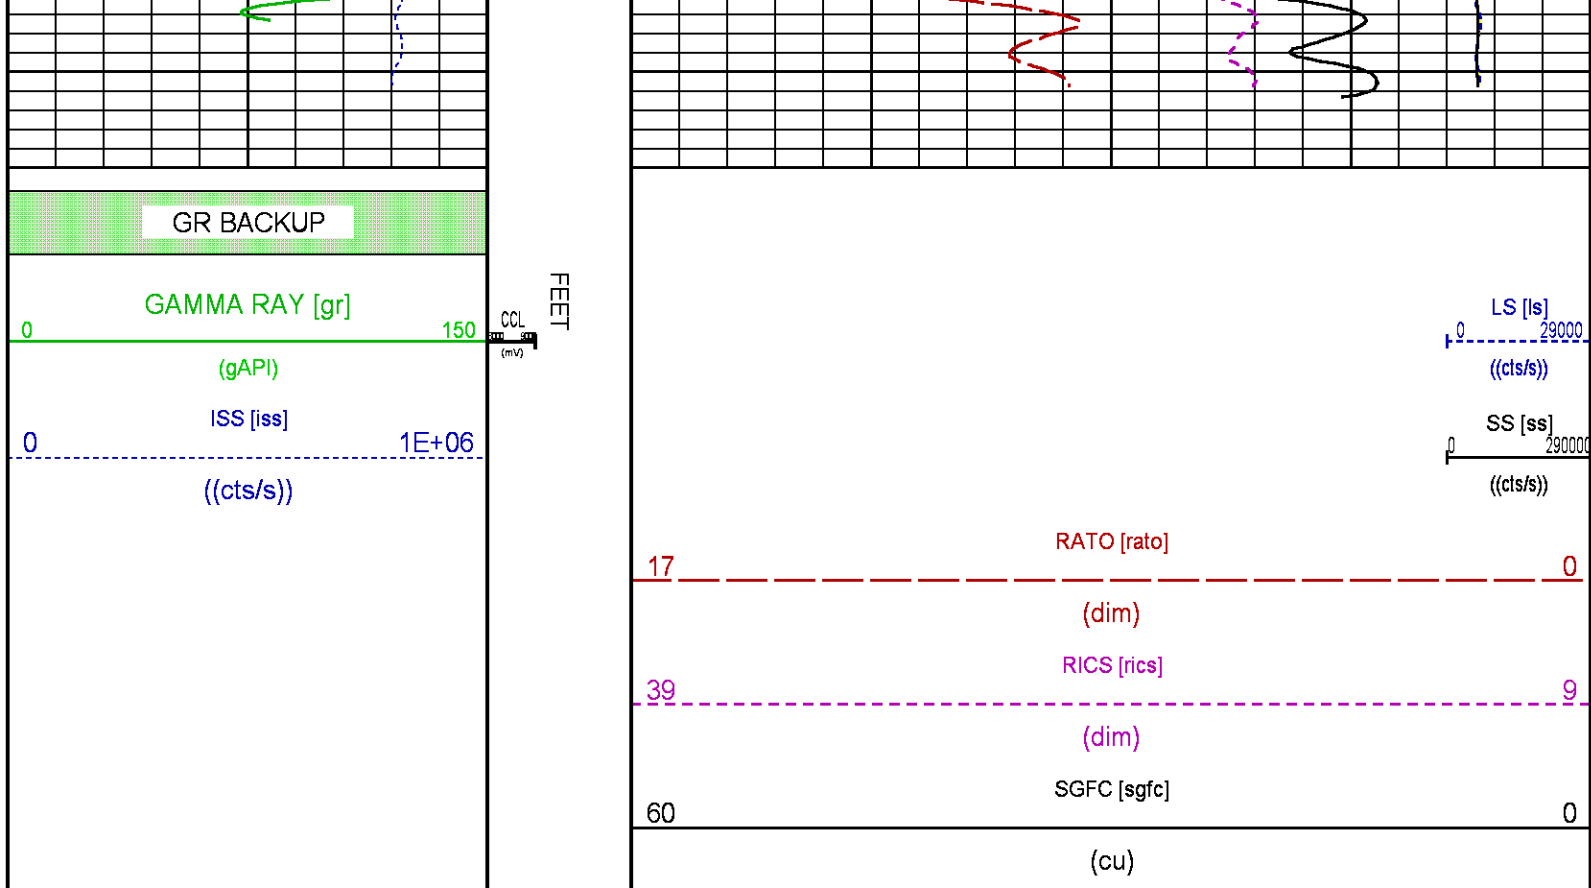 GR BACKUP
GAMMA RAY [gr]
0 150
(gAPI)
ISS [iss]
0 1E+06
((cts/s))
CCL
(mV)
FEET
LS [ls]
0 29000
((cts/s))
SS [ss]
0 290000
((cts/s))
RATO [rato]
17 0
(dim)
RICS [rics]
39 9
(dim)
SGFC [sgfc]
60 0
(cu)